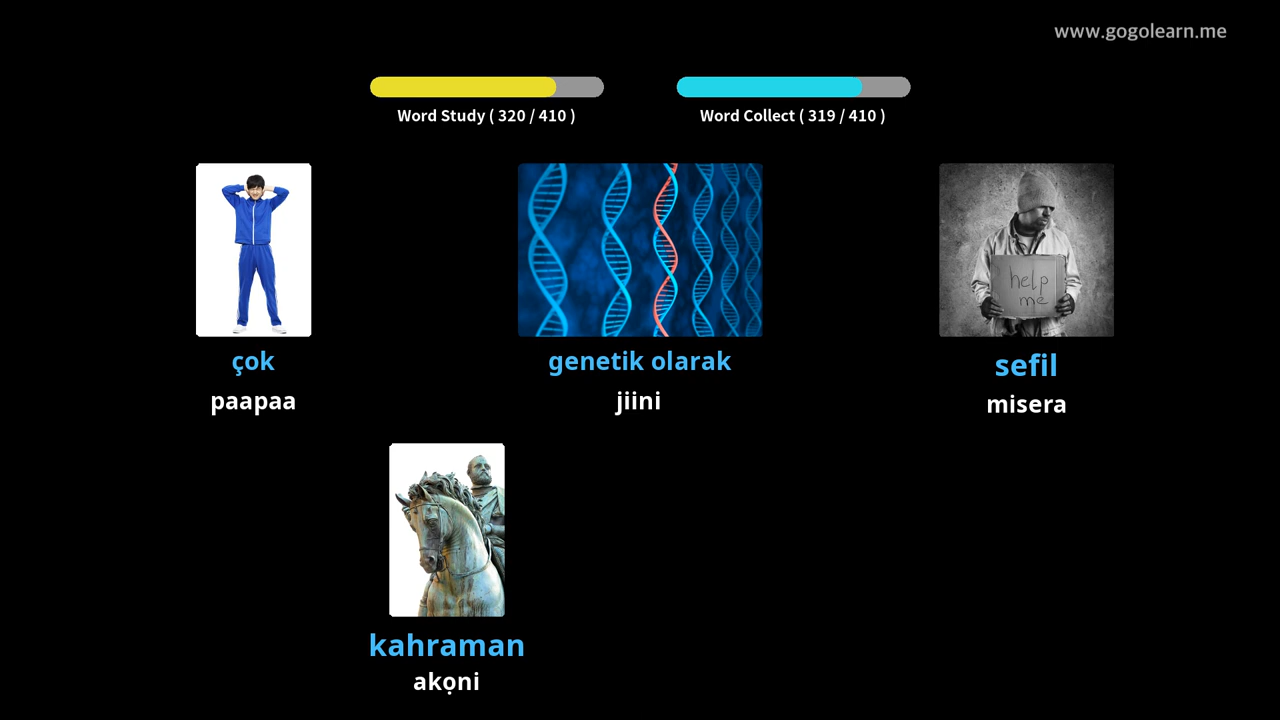 www.gogolearn.me
Word Study ( 320 / 410 )
Word Collect ( 319 / 410 )
help
me
çok
genetik olarak
sefil
paapaa
jiini
misera
kahraman
akọni